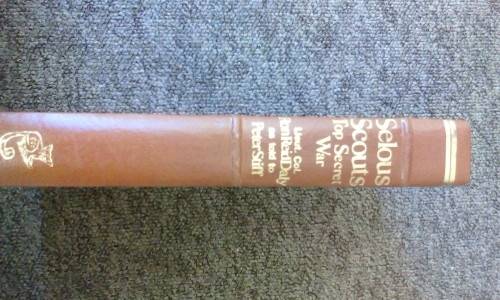 Selous
Scouts
Top Secret
War
Lieut. Col.
Ron Reid Daly
as told to
Peter Stiff